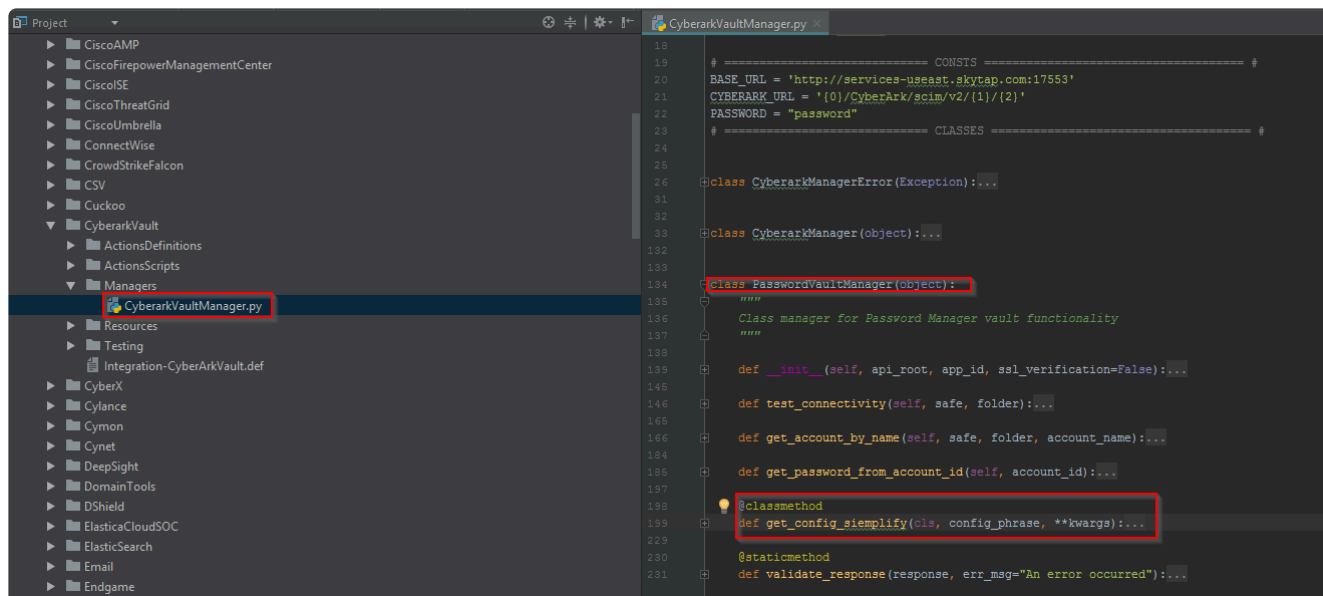 Project
CiscoAMP
CiscoFirepowerManagementCenter
CiscoISE
CiscoThreatGrid
CiscoUmbrella
ConnectWise
CrowdStrikeFalcon
CSV
Cuckoo
CyberarkVault
ActionsDefinitions
ActionsScripts
Managers
CyberarkVaultManager.py
Resources
Testing
Integration-CyberArkVault.def
CyberX
Cylance
Cymon
Cynet
DeepSight
DomainTools
DShield
ElasticaCloudSOC
ElasticSearch
Email
Endgame
CyberarkVaultManager.py
18
19 # ============================ CONSTS ==================================== #
20 BASE_URL = 'http://services-useast.skytap.com:17553'
21 CYBERARK_URL = '{0}/CyberArk/scim/v2/{1}/{2}'
22 PASSWORD = "password"
23 # ============================ CLASSES ==================================== #
24
25
26 class CyberarkManagerError(Exception):...
31
32
33 class CyberarkManager(object):...
132
133
134 class PasswordVaultManager(object):
135 """
136 Class manager for Password Manager vault functionality
137 """
138
139 def __init__(self, api_root, app_id, ssl_verification=False):...
145
146 def test_connectivity(self, safe, folder):...
165
166 def get_account_by_name(self, safe, folder, account_name):...
184
185 def get_password_from_account_id(self, account_id):...
197
198 @classmethod
199 def get_config_siemplify(cls, config_phrase, **kwargs):...
229
230 @staticmethod
231 def validate_response(response, err_msg="An error occurred"):...